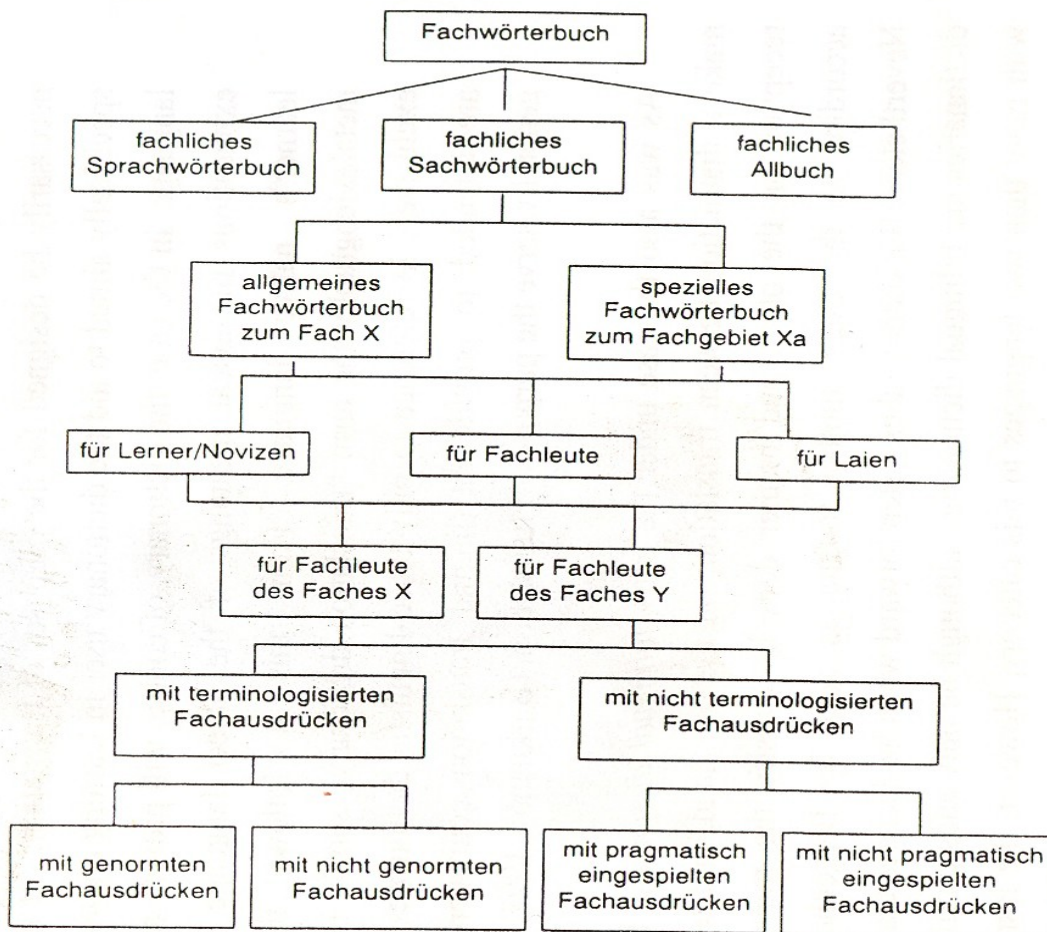 Fachwörterbuch
fachliches
Sprachwörterbuch
fachliches
Sachwörterbuch
fachliches
Allbuch
allgemeines
Fachwörterbuch
zum Fach X
spezielles
Fachwörterbuch
zum Fachgebiet Xa
für Lerner/Novizen
für Fachleute
für Laien
für Fachleute
des Faches X
für Fachleute
des Faches Y
mit terminologisierten
Fachausdrücken
mit nicht terminologisierten
Fachausdrücken
mit genormten
Fachausdrücken
mit nicht genormten
Fachausdrücken
mit pragmatisch
eingespielten
Fachausdrücken
mit nicht pragmatisch
eingespielten
Fachausdrücken